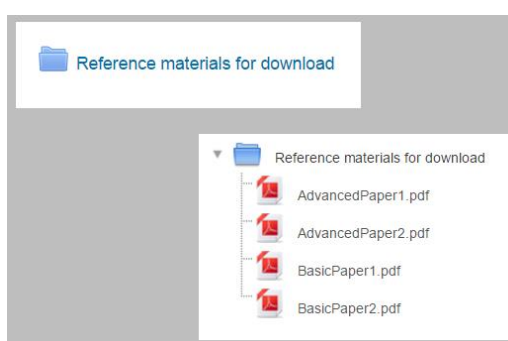 Reference materials for download
Reference materials for download
AdvancedPaper1.pdf
AdvancedPaper2.pdf
BasicPaper1.pdf
BasicPaper2.pdf